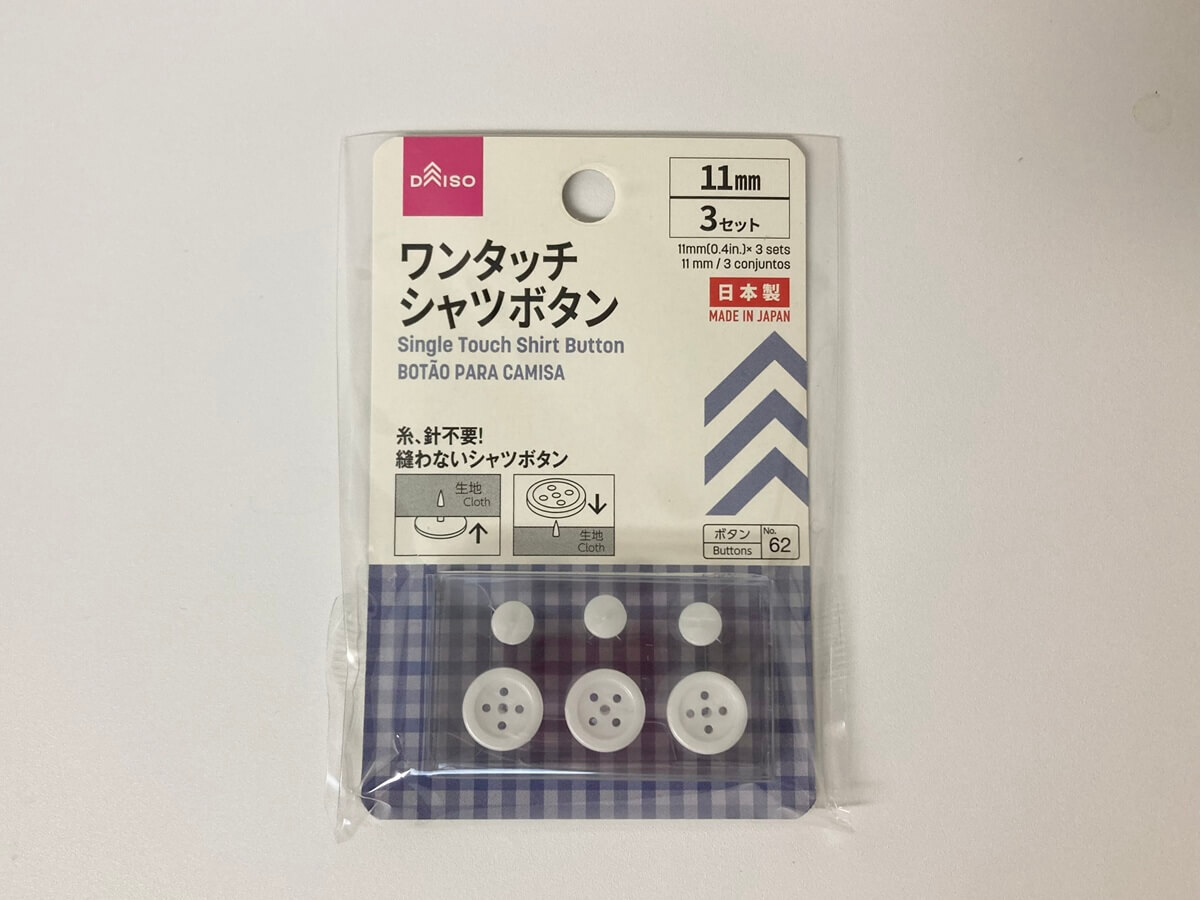 DAISO
11mm
3セット
11mm(0.4in.)× 3 sets
11 mm / 3 conjuntos
日本製
MADE IN JAPAN
ワンタッチ
シャツボタン
Single Touch Shirt Button
BOTÃO PARA CAMISA
糸、針不要!
縫わないシャツボタン
生地
Cloth
生地
Cloth
ボタン
Buttons
No.
62